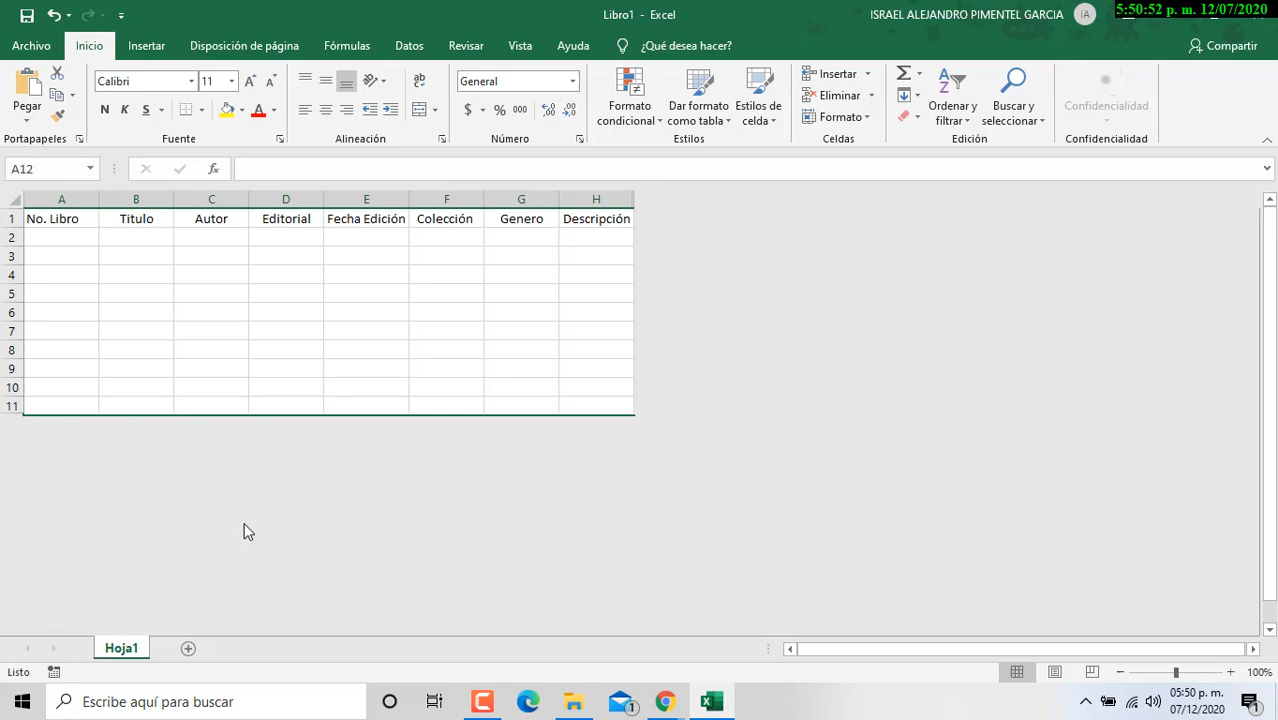 Libro1 - Excel
ISRAEL ALEJANDRO PIMENTEL GARCIA
IA
5:50:52 p. m. 12/07/2020
Archivo Inicio Insertar Disposición de página Fórmulas Datos Revisar Vista Ayuda ¿Qué desea hacer? Compartir
Pegar
Portapapeles
Calibri 11
N K S
Fuente
ab
Alineación
General
$ % 000
Número
Formato condicional
Dar formato como tabla
Estilos de celda
Estilos
Insertar
Eliminar
Formato
Celdas
Ordenar y filtrar
Buscar y seleccionar
Edición
Confidencialidad
Confidencialidad
A12
fx
A B C D E F G H
1 No. Libro Titulo Autor Editorial Fecha Edición Colección Genero Descripción
2
3
4
5
6
7
8
9
10
11
Hoja1
Listo
100%
Escribe aquí para buscar
1
05:50 p. m.
07/12/2020
1